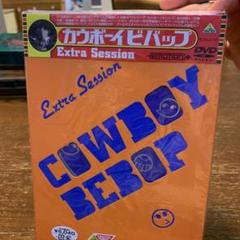 カウボーイビバップ
Extra Session
DVD
Extra Session
COWBOY
BEBOP